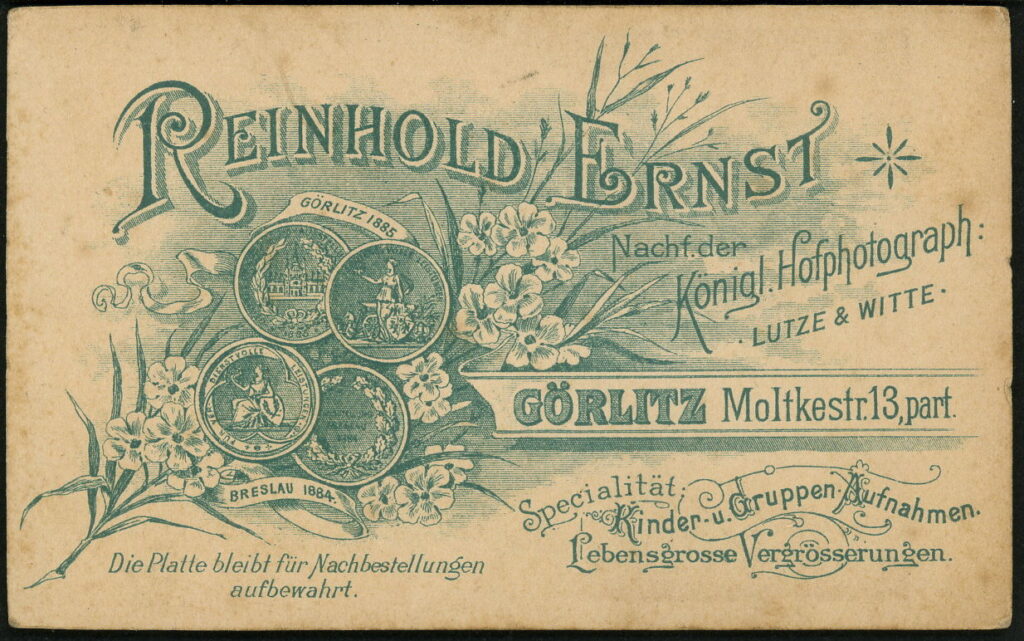 REINHOLD ERNST
GÖRLITZ 1885.
Nachf. der
Königl. Hofphotograph:
· LUTZE & WITTE ·
GÖRLITZ Moltkestr. 13, part.
BRESLAU 1884.
Specialität:
Kinder- u. Gruppen-Aufnahmen.
Lebensgrosse Vergrösserungen.
Die Platte bleibt für Nachbestellungen
aufbewahrt.